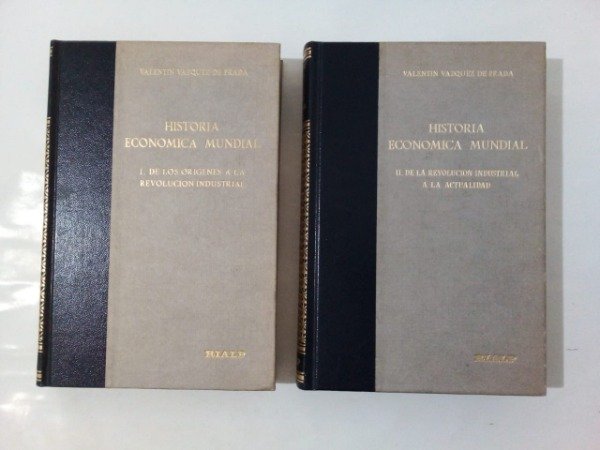 VALENTIN VAZQUEZ DE PRADA
HISTORIA
ECONOMICA MUNDIAL
I. DE LOS ORIGENES A LA
REVOLUCION INDUSTRIAL
RIALP
VALENTIN VAZQUEZ DE PRADA
HISTORIA
ECONOMICA MUNDIAL
II. DE LA REVOLUCION INDUSTRIAL
A LA ACTUALIDAD
RIALP